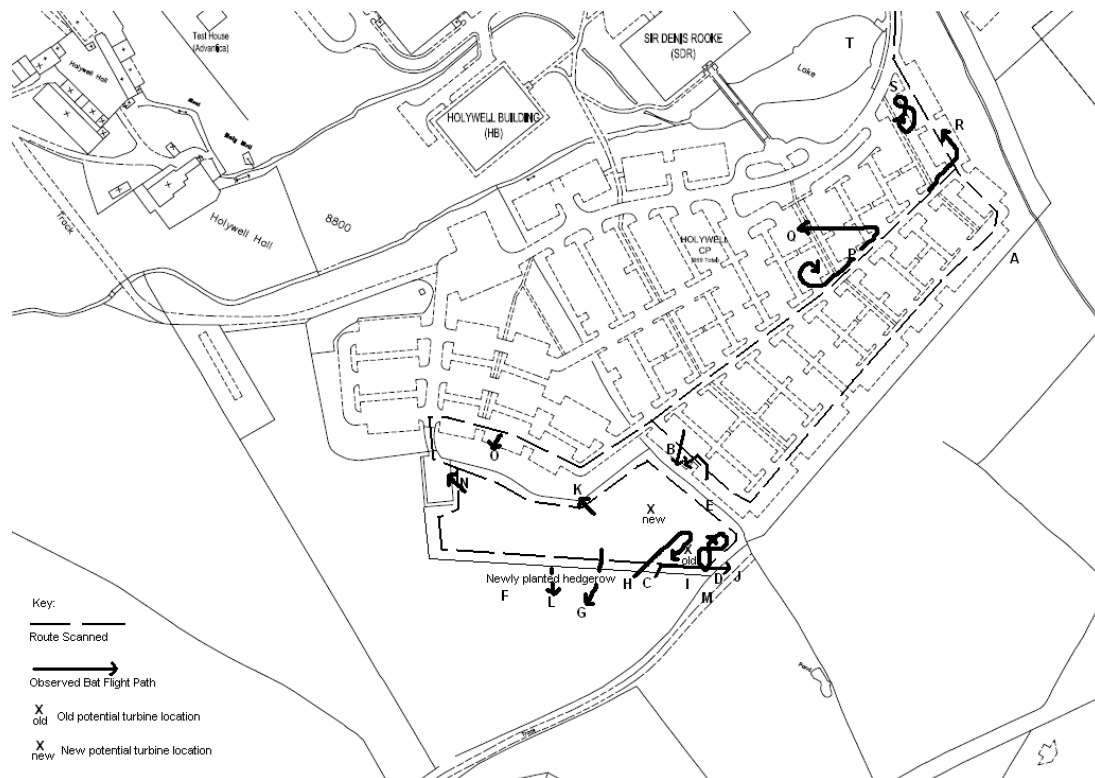 Test House
(Advantica)
Holywell Hall
SIR DENIS ROOKE
(SDR)
T
Lake
S
R
HOLYWELL BUILDING
(HB)
Track
Holywell Hall
8800
HOLYWELL
CP
Q
P
A
B
O
N
K
E
X
new
X
old
Newly planted hedgerow
H
C
I
D
J
F
L
G
M
Pond
Track
Key:
Route Scanned
Observed Bat Flight Path
X
old Old potential turbine location
X
new New potential turbine location